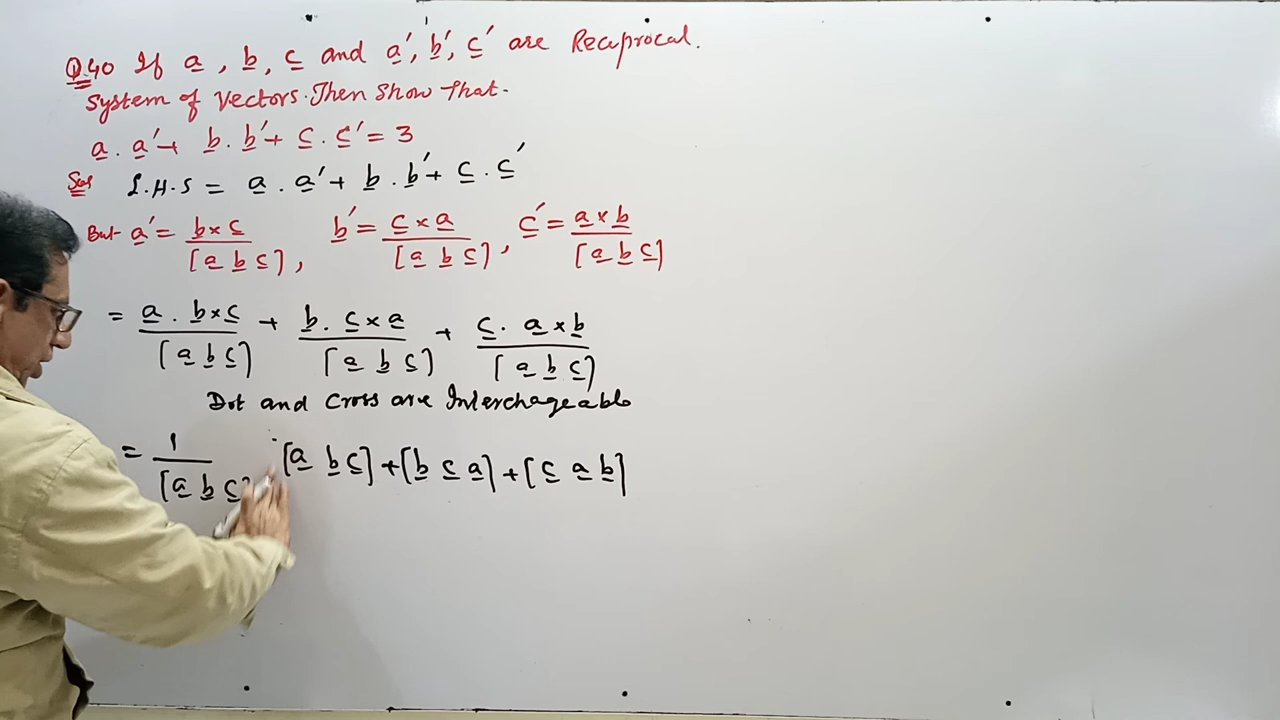 Q.40 If a̲, b̲, c̲ and a̲', b̲', c̲' are Reciprocal.
System of Vectors. Then Show that.
a̲ . a̲' + b̲ . b̲' + c̲ . c̲' = 3
Sol L.H.S = a̲ . a̲' + b̲ . b̲' + c̲ . c̲'
But a̲' = b̲ × c̲ / [a̲ b̲ c̲], b̲' = c̲ × a̲ / [a̲ b̲ c̲], c̲' = a̲ × b̲ / [a̲ b̲ c̲]
= a̲ . b̲ × c̲ / [a̲ b̲ c̲] + b̲ . c̲ × a̲ / [a̲ b̲ c̲] + c̲ . a̲ × b̲ / [a̲ b̲ c̲]
Dot and Cross are Interchageable
= 1 / [a̲ b̲ c̲] [a̲ b̲ c̲] + [b̲ c̲ a̲] + [c̲ a̲ b̲]